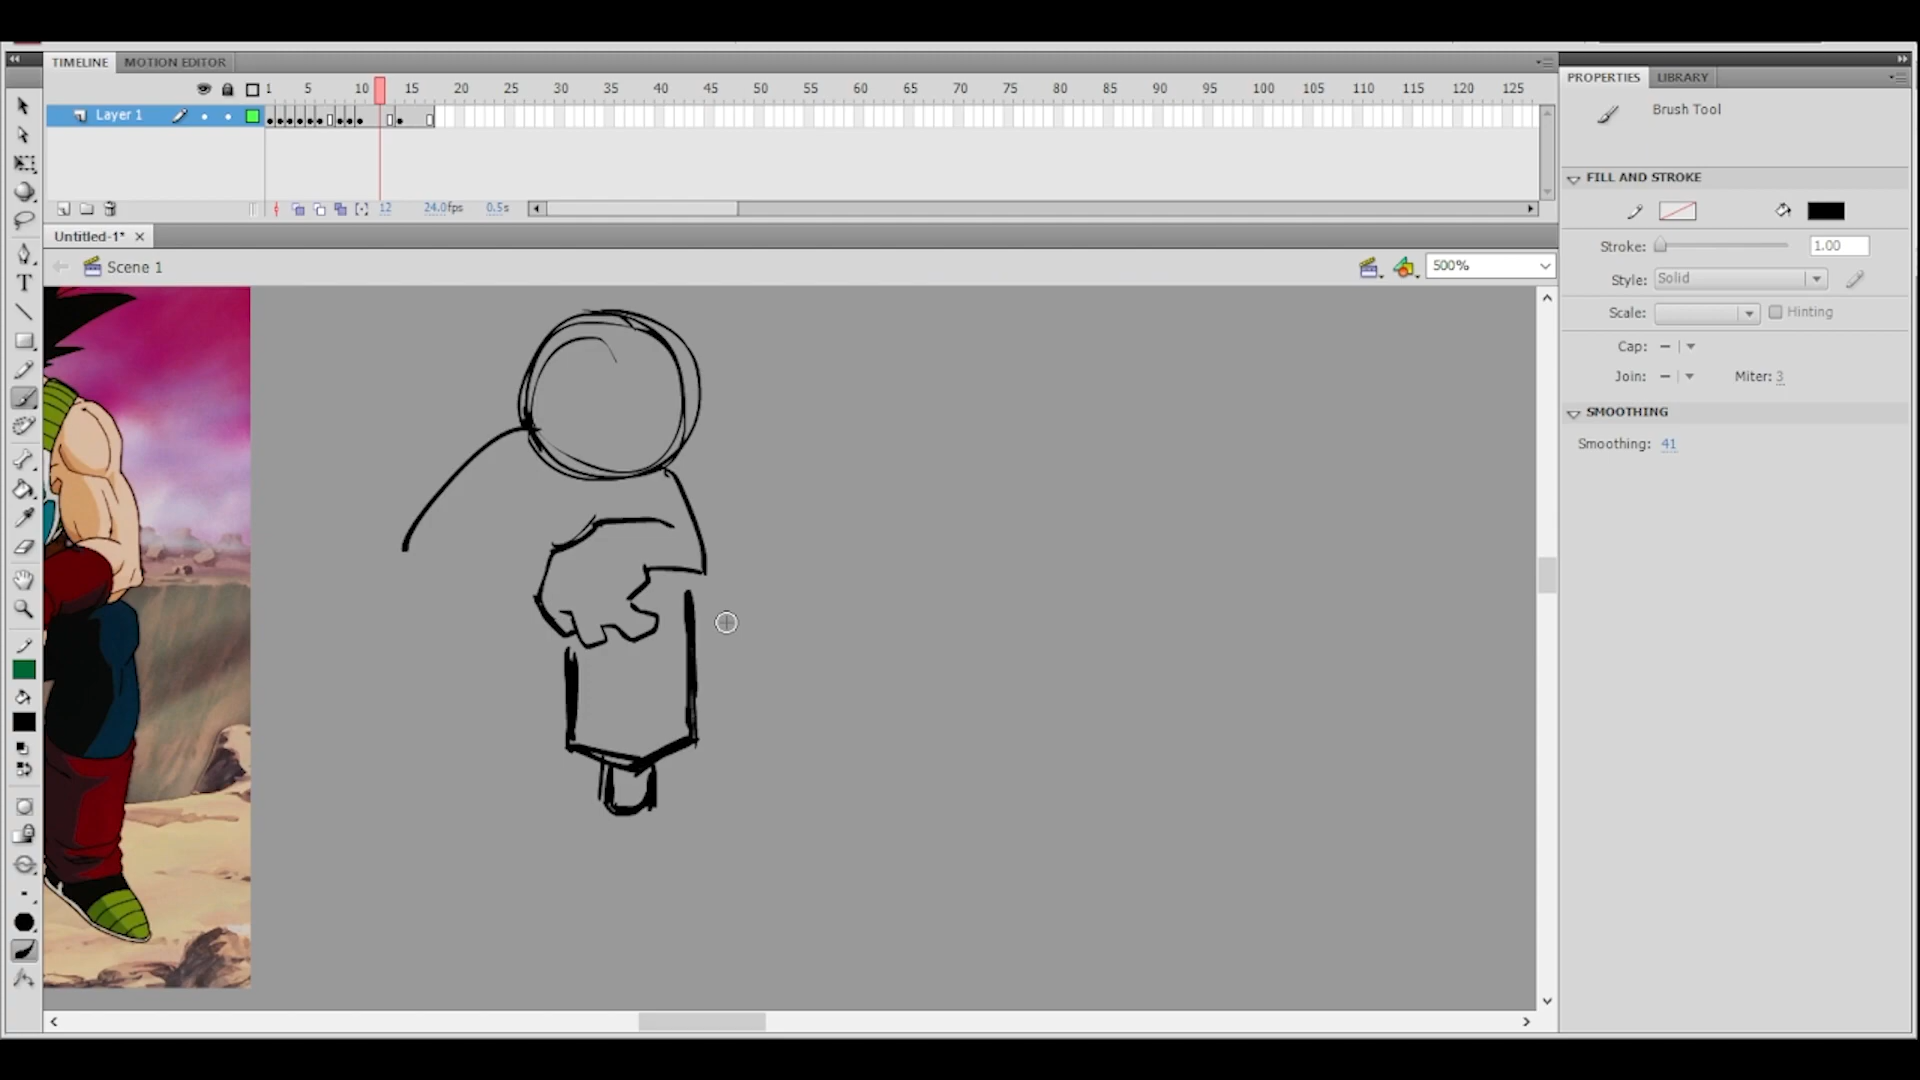 TIMELINE MOTION EDITOR
PROPERTIES LIBRARY
1 5 10 15 20 25 30 35 40 45 50 55 60 65 70 75 80 85 90 95 100 105 110 115 120 125
Layer 1
Brush Tool
FILL AND STROKE
12 24.0fps 0.5s
Untitled-1*
Stroke: 1.00
Scene 1
500%
Style: Solid
T
Scale: Hinting
Cap:
Join: Miter: 3
SMOOTHING
Smoothing: 41